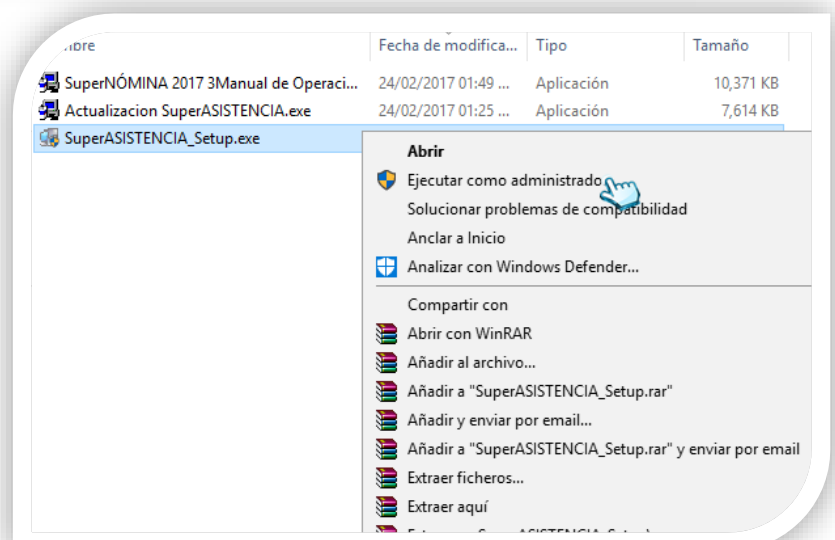 Fecha de modifica... Tipo Tamaño
SuperNÓMINA 2017 3Manual de Operaci... 24/02/2017 01:49 ... Aplicación 10,371 KB
Actualizacion SuperASISTENCIA.exe 24/02/2017 01:25 ... Aplicación 7,614 KB
SuperASISTENCIA_Setup.exe
Abrir
Ejecutar como administrado
Solucionar problemas de compatibilidad
Anclar a Inicio
Analizar con Windows Defender...
Compartir con
Abrir con WinRAR
Añadir al archivo...
Añadir a "SuperASISTENCIA_Setup.rar"
Añadir y enviar por email...
Añadir a "SuperASISTENCIA_Setup.rar" y enviar por email
Extraer ficheros...
Extraer aquí